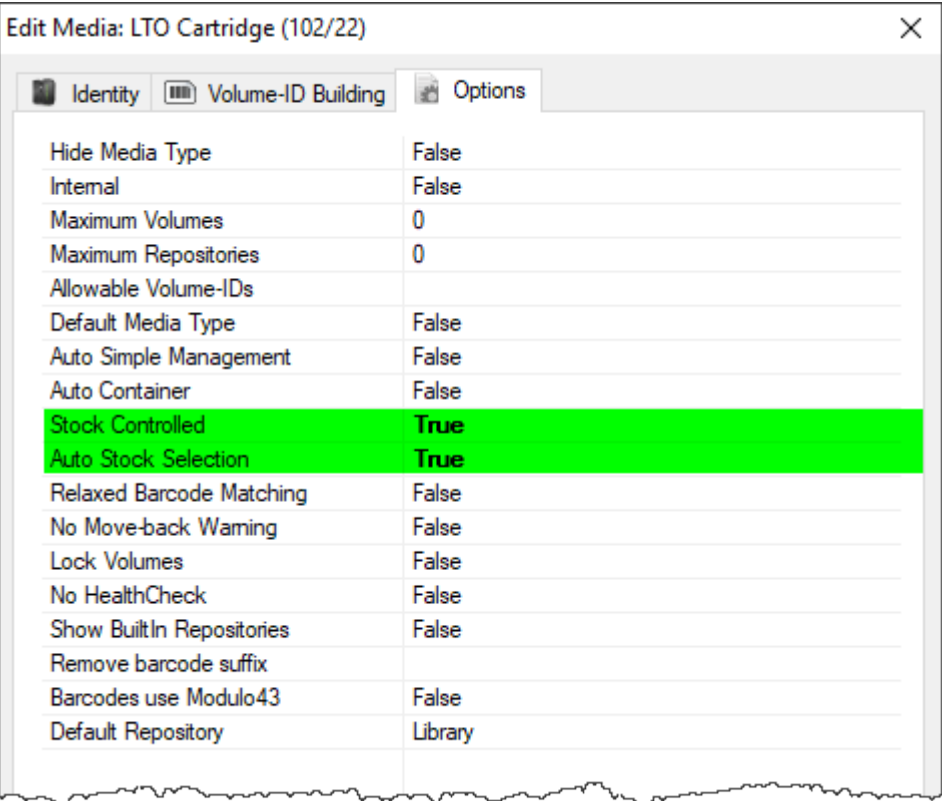 Edit Media: LTO Cartridge (102/22)
Identity Volume-ID Building Options
Hide Media Type False
Internal False
Maximum Volumes 0
Maximum Repositories 0
Allowable Volume-IDs
Default Media Type False
Auto Simple Management False
Auto Container False
Stock Controlled True
Auto Stock Selection True
Relaxed Barcode Matching False
No Move-back Warning False
Lock Volumes False
No HealthCheck False
Show BuiltIn Repositories False
Remove barcode suffix
Barcodes use Modulo43 False
Default Repository Library